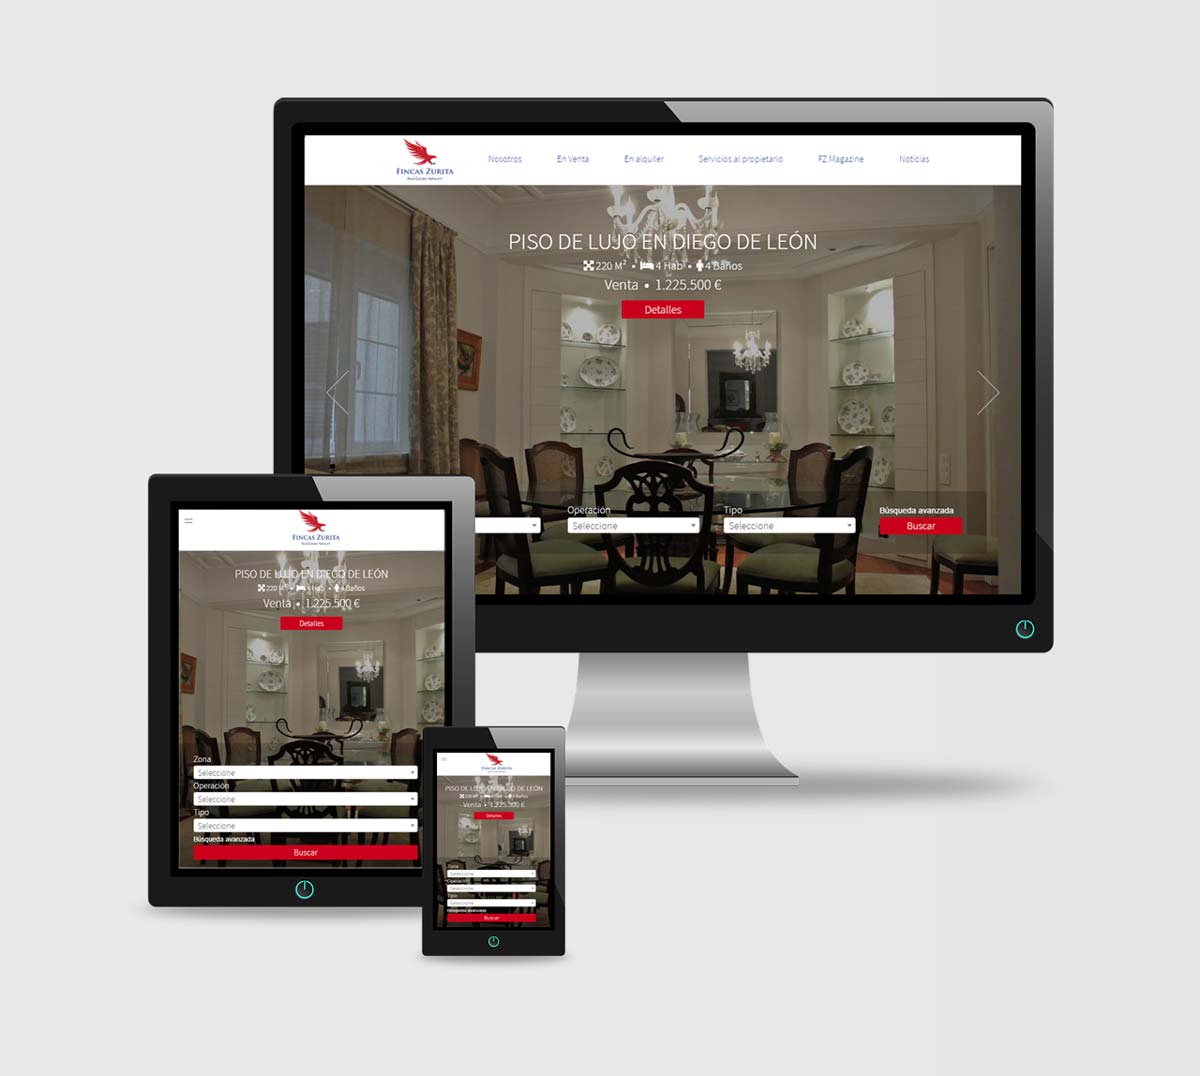 FINCAS ZURITA
Real Estate Network
Nosotros
En Venta
En alquiler
Servicios al propietario
FZ Magazine
Noticias
PISO DE LUJO EN DIEGO DE LEÓN
220 M² • 4 Hab • 4 Baños
Venta • 1.225.500 €
Detalles
Operación
Seleccione
Tipo
Seleccione
Búsqueda avanzada
Buscar
FINCAS ZURITA
Real Estate Network
PISO DE LUJO EN DIEGO DE LEÓN
220 M² • 4 Hab • 4 Baños
Venta • 1.225.500 €
Detalles
Zona
Seleccione
Operación
Seleccione
Tipo
Seleccione
Búsqueda avanzada
Buscar
FINCAS ZURITA
PISO DE LUJO EN DIEGO DE LEÓN
220 M² • 4 Hab • 4 Baños
Venta • 1.225.500 €
Detalles
Zona
Seleccione
Operación
Seleccione
Tipo
Seleccione
Búsqueda avanzada
Buscar